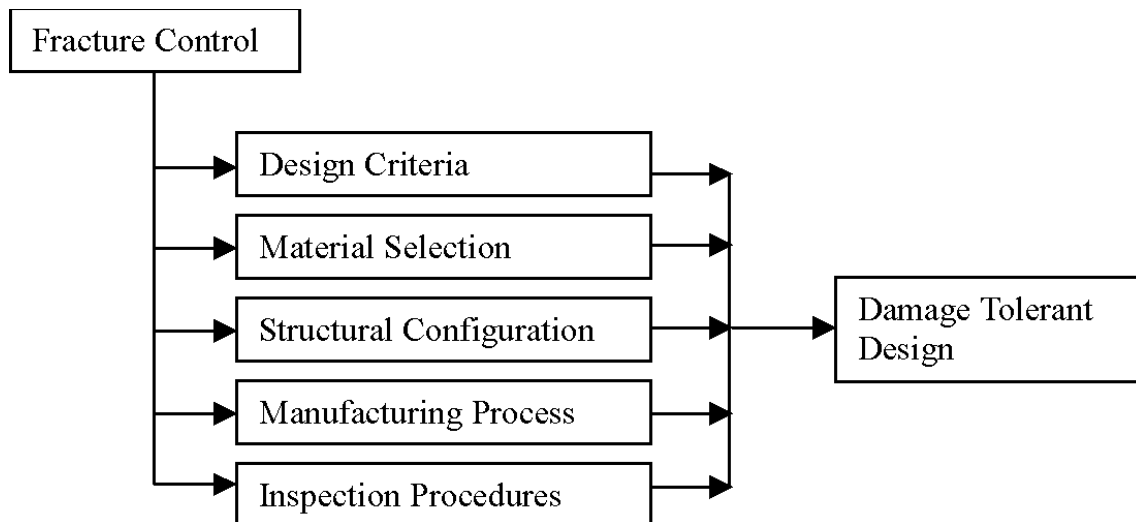 Fracture Control
Design Criteria
Material Selection
Structural Configuration
Manufacturing Process
Inspection Procedures
Damage Tolerant
Design